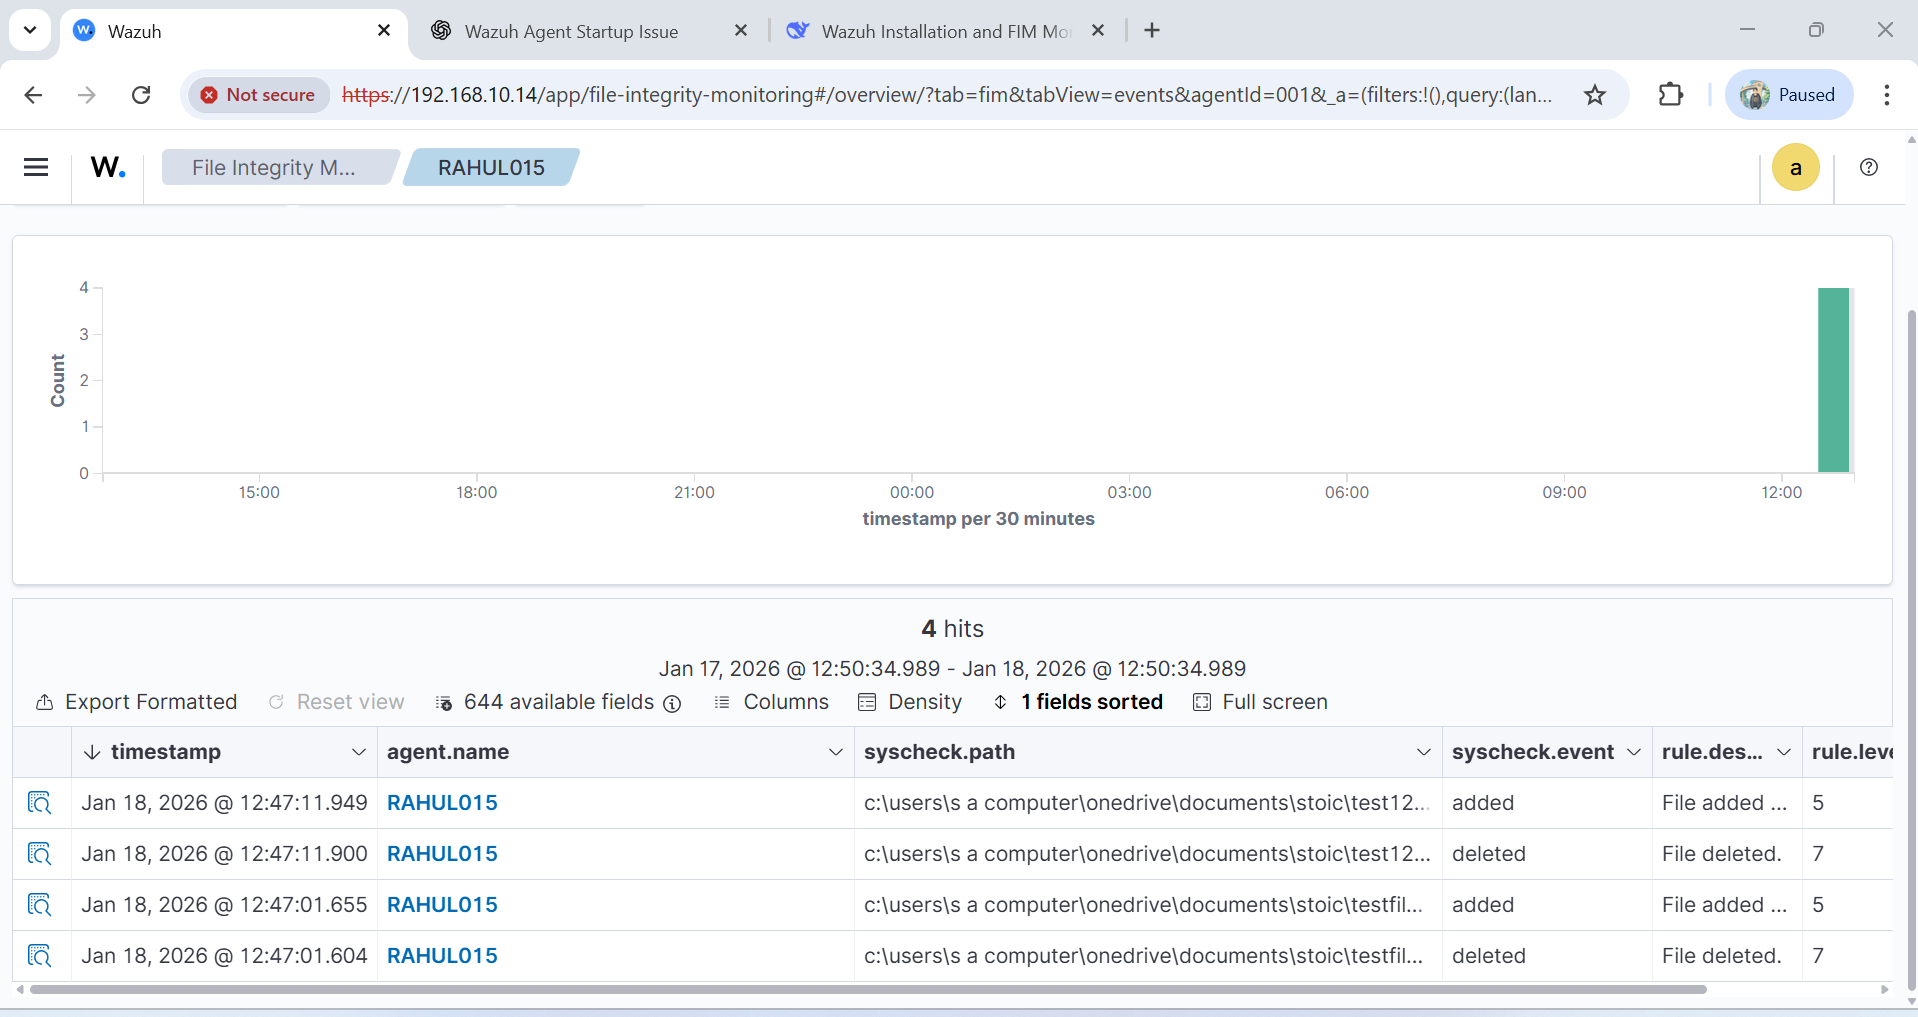 Wazuh
Wazuh Agent Startup Issue
Wazuh Installation and FIM Mo
Not secure
https://192.168.10.14/app/file-integrity-monitoring#/overview/?tab=fim&tabView=events&agentId=001&_a=(filters:!(),query:(lan...
Paused
W.
File Integrity M...
RAHUL015
a
4
3
2
1
0
Count
15:00 18:00 21:00 00:00 03:00 06:00 09:00 12:00
timestamp per 30 minutes
4 hits
Jan 17, 2026 @ 12:50:34.989 - Jan 18, 2026 @ 12:50:34.989
Export Formatted Reset view 644 available fields Columns Density 1 fields sorted Full screen
timestamp agent.name syscheck.path syscheck.event rule.des... rule.leve
Jan 18, 2026 @ 12:47:11.949 RAHUL015 c:\users\s a computer\onedrive\documents\stoic\test12... added File added ... 5
Jan 18, 2026 @ 12:47:11.900 RAHUL015 c:\users\s a computer\onedrive\documents\stoic\test12... deleted File deleted. 7
Jan 18, 2026 @ 12:47:01.655 RAHUL015 c:\users\s a computer\onedrive\documents\stoic\testfil... added File added ... 5
Jan 18, 2026 @ 12:47:01.604 RAHUL015 c:\users\s a computer\onedrive\documents\stoic\testfil... deleted File deleted. 7